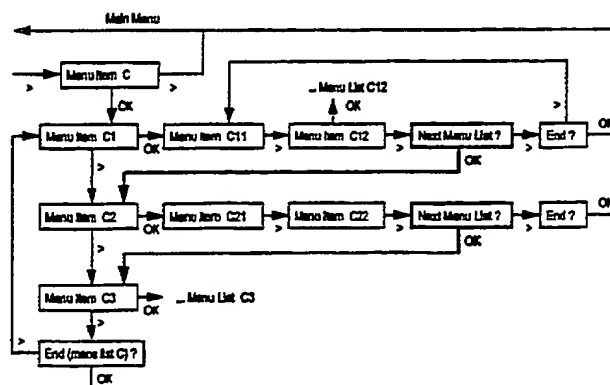 Main Menu
Menu Item C
> >
OK
... Menu List C12
OK
>
Menu Item C1
Menu Item C11
Menu Item C12
Next Menu List ?
End ?
OK
OK > > >
> OK
Menu Item C2
Menu Item C21
Menu Item C22
Next Menu List ?
End ?
OK
OK > > >
> OK
Menu Item C3
... Menu List C3
OK
>
>
End (menu list C) ?
OK